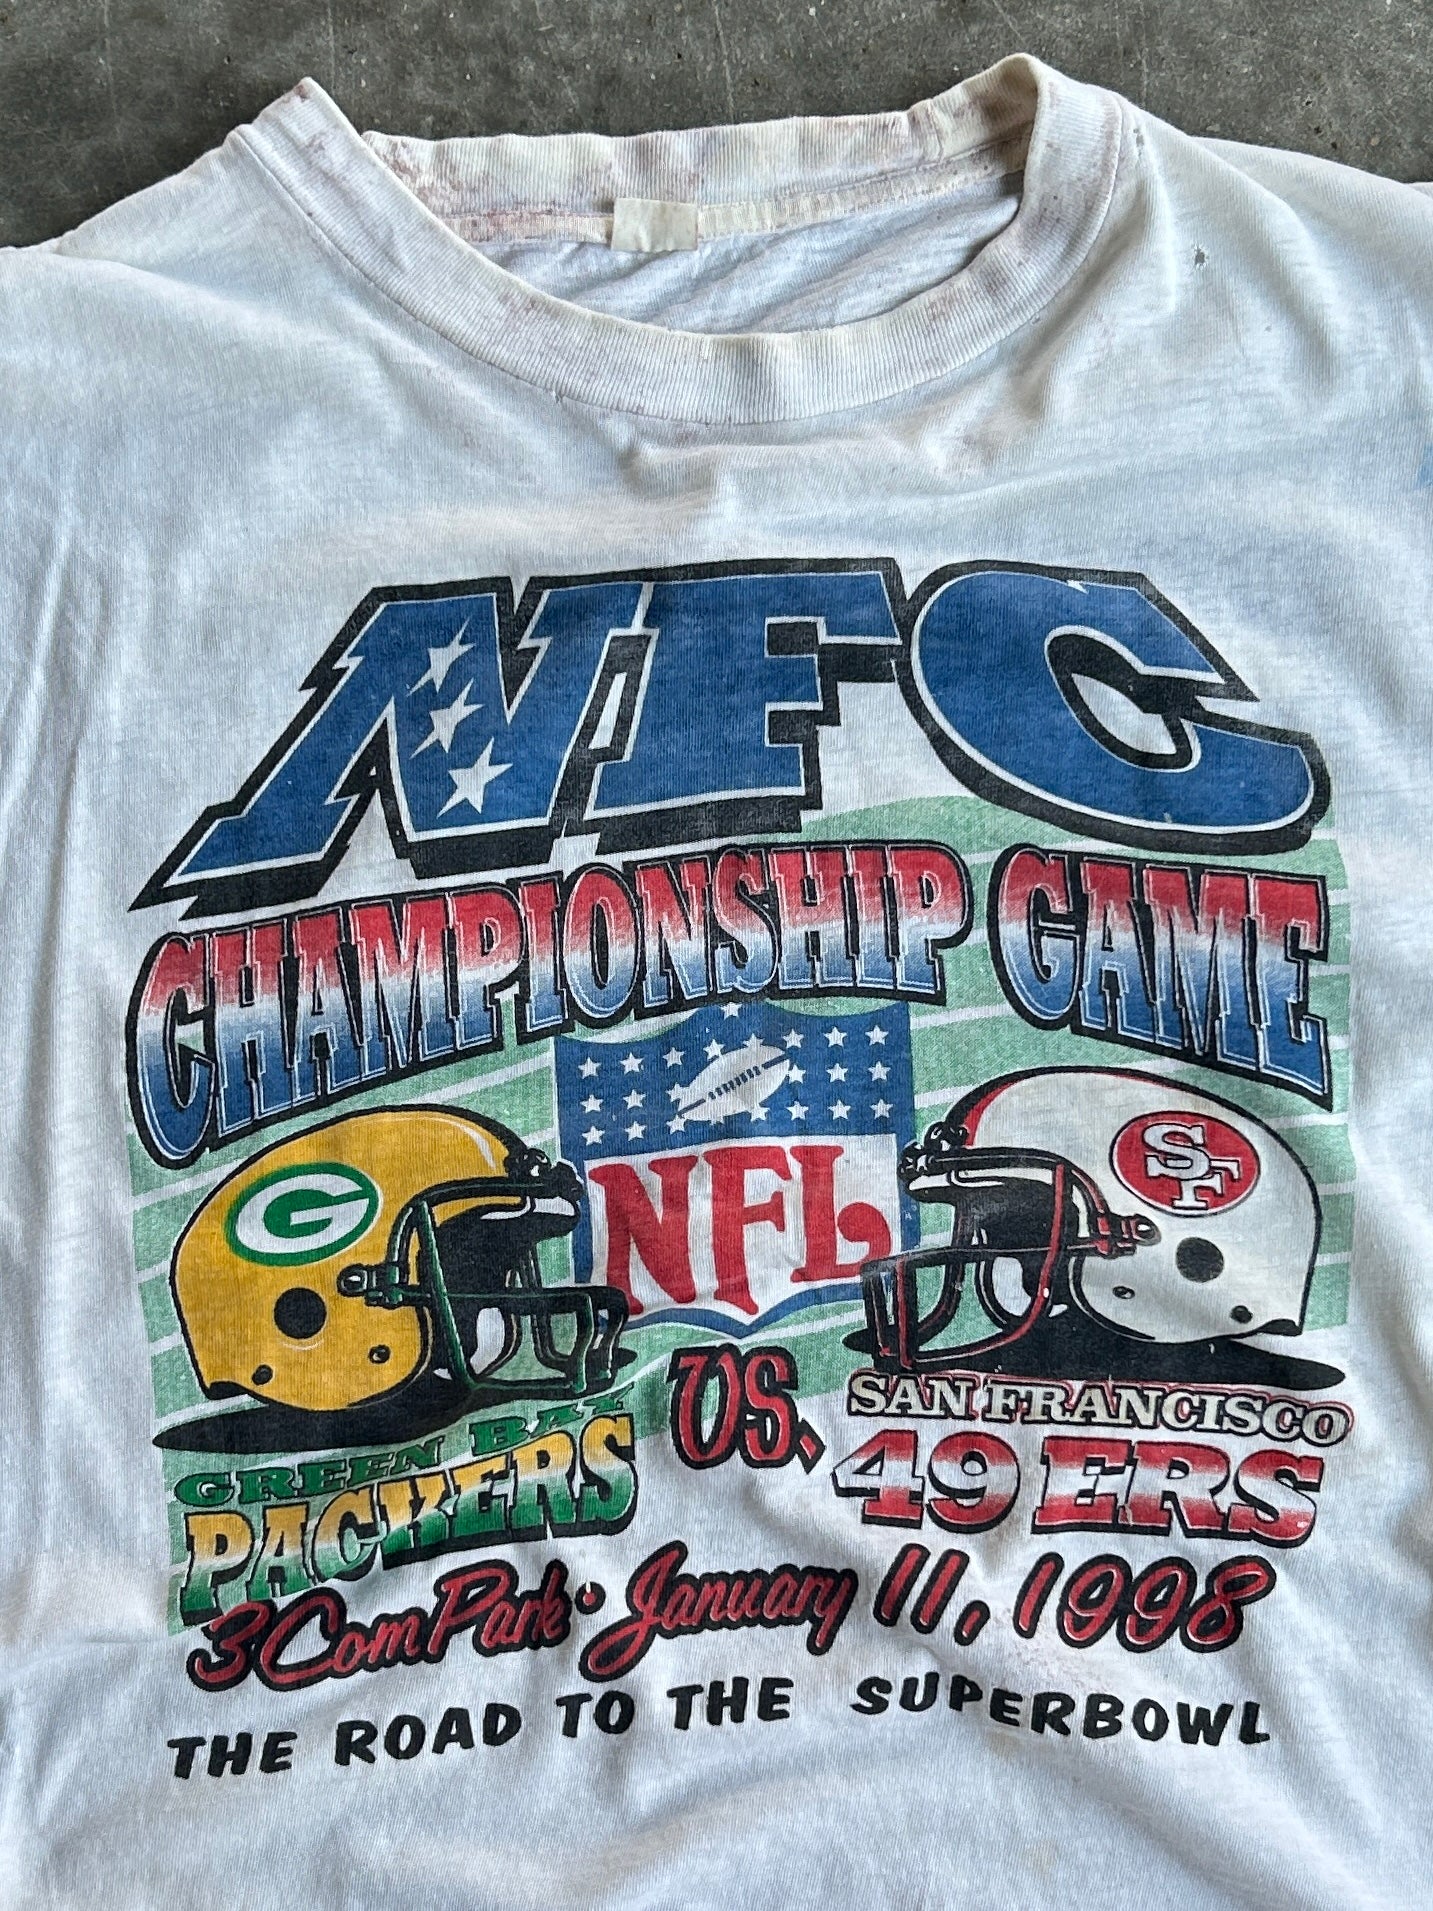 NFC
CHAMPIONSHIP GAME
G
SF
NFL
VS.
GREEN BAY
PACKERS
SAN FRANCISCO
49ERS
3Com Park • January 11, 1998
THE ROAD TO THE SUPERBOWL